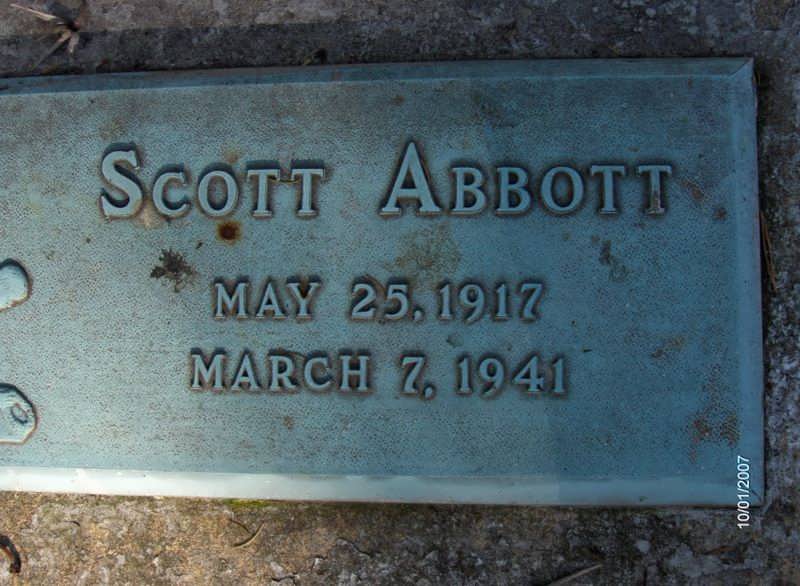 SCOTT ABBOTT
MAY 25, 1917
MARCH 7, 1941
10/01/2007